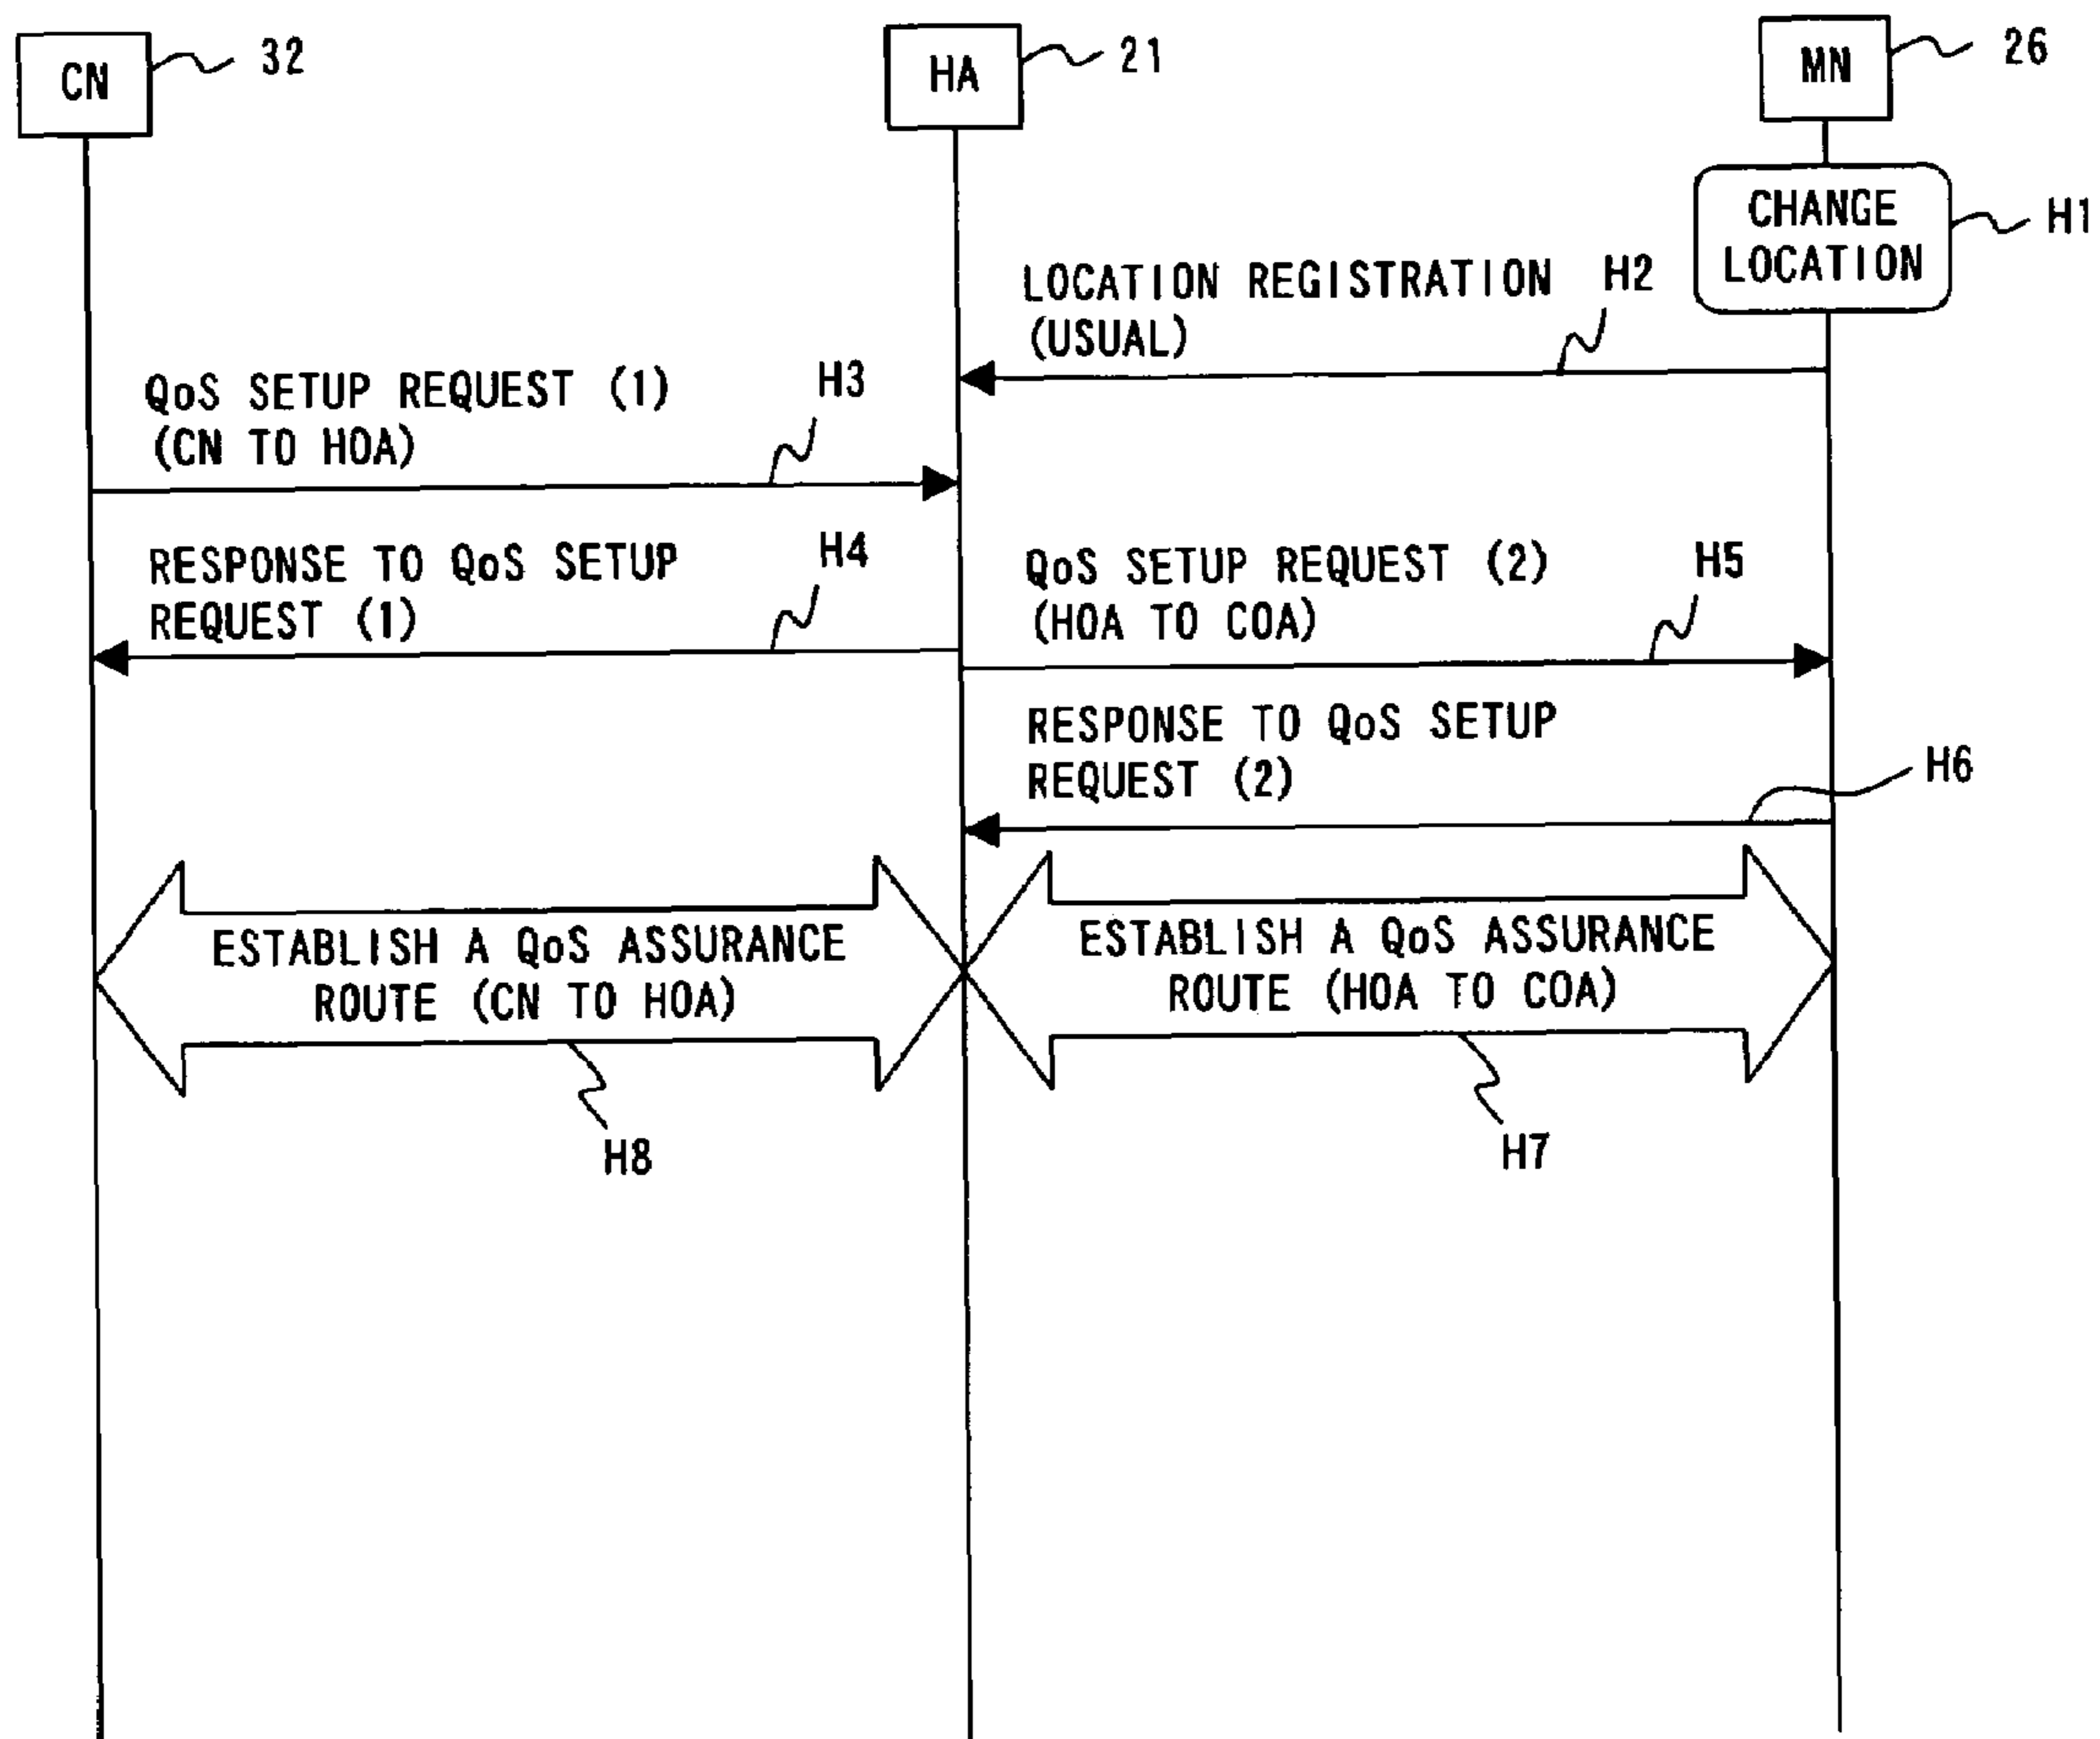 CN
32
HA
21
MN
26
CHANGE
LOCATION
H1
LOCATION REGISTRATION
(USUAL)
H2
QoS SETUP REQUEST (1)
(CN TO HOA)
H3
RESPONSE TO QoS SETUP
REQUEST (1)
H4
QoS SETUP REQUEST (2)
(HOA TO COA)
H5
RESPONSE TO QoS SETUP
REQUEST (2)
H6
ESTABLISH A QoS ASSURANCE
ROUTE (CN TO HOA)
ESTABLISH A QoS ASSURANCE
ROUTE (HOA TO COA)
H8
H7